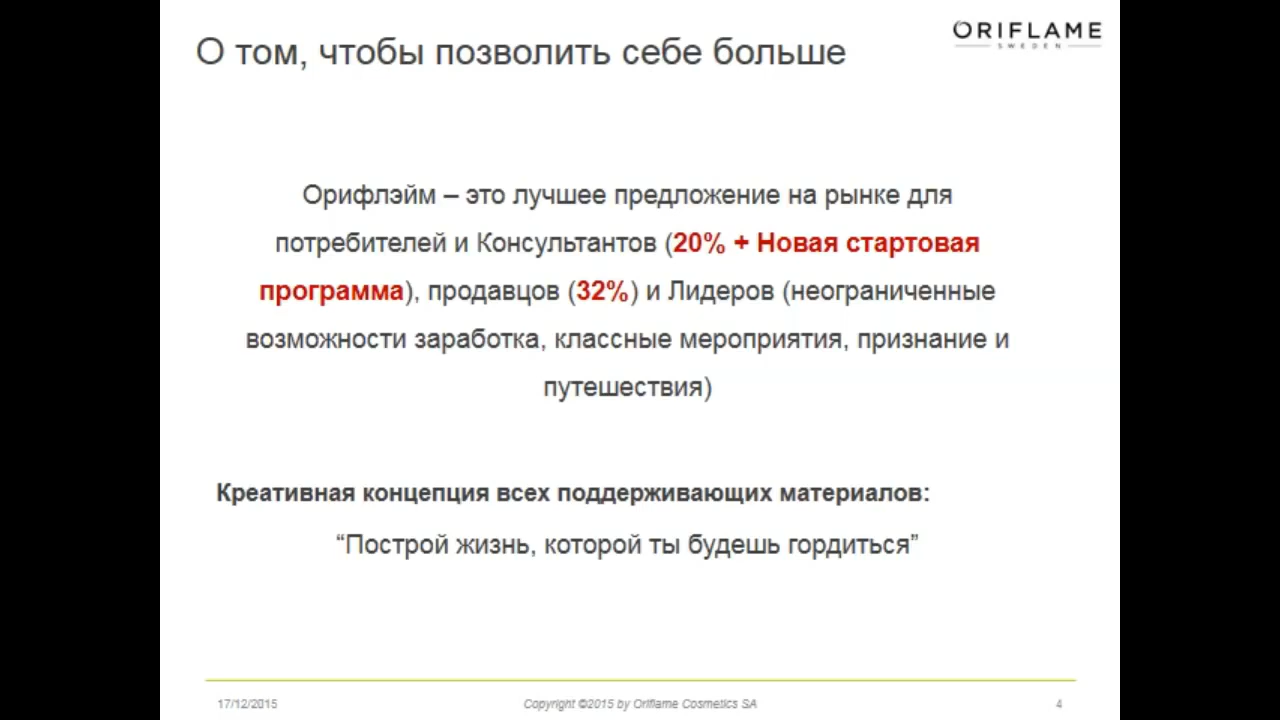 О том, чтобы позволить себе больше
ORIFLAME
SWEDEN
Орифлэйм – это лучшее предложение на рынке для
потребителей и Консультантов (20% + Новая стартовая
программа), продавцов (32%) и Лидеров (неограниченные
возможности заработка, классные мероприятия, признание и
путешествия)
Креативная концепция всех поддерживающих материалов:
“Построй жизнь, которой ты будешь гордиться”
17/12/2015
Copyright ©2015 by Oriflame Cosmetics SA
4